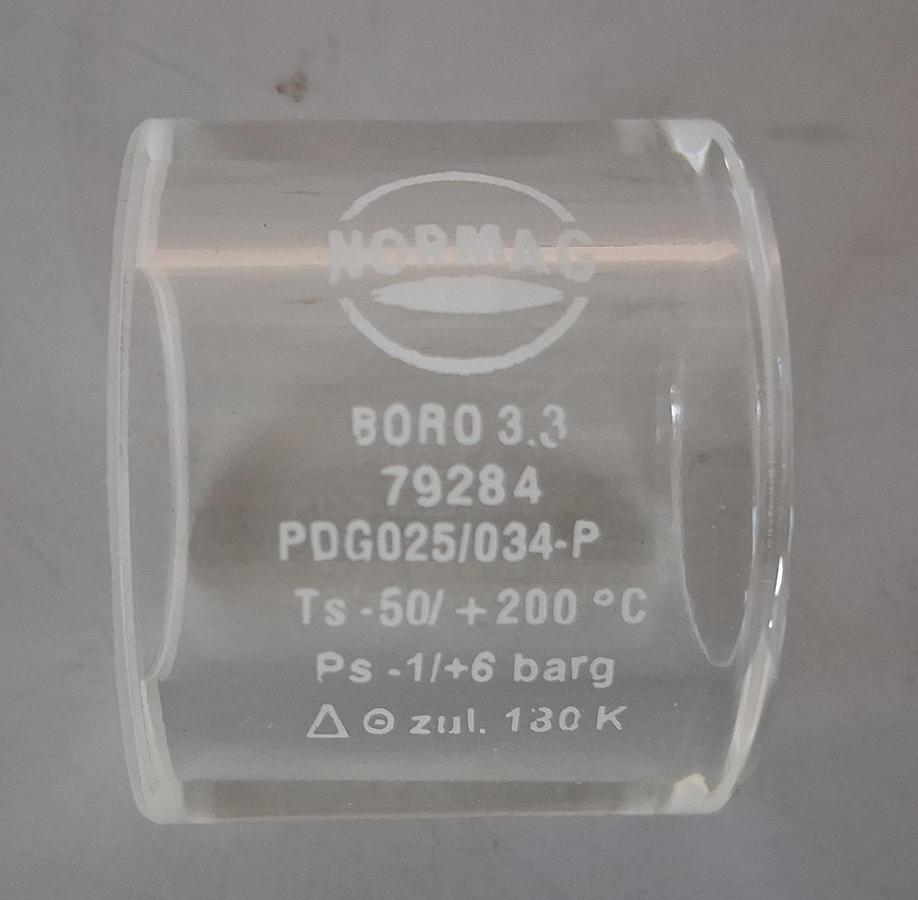 NORMAG
BORO 3.3
79284
PDG025/034-P
Ts -50/+200 °C
Ps -1/+6 barg
Δ Θ zul. 130 K